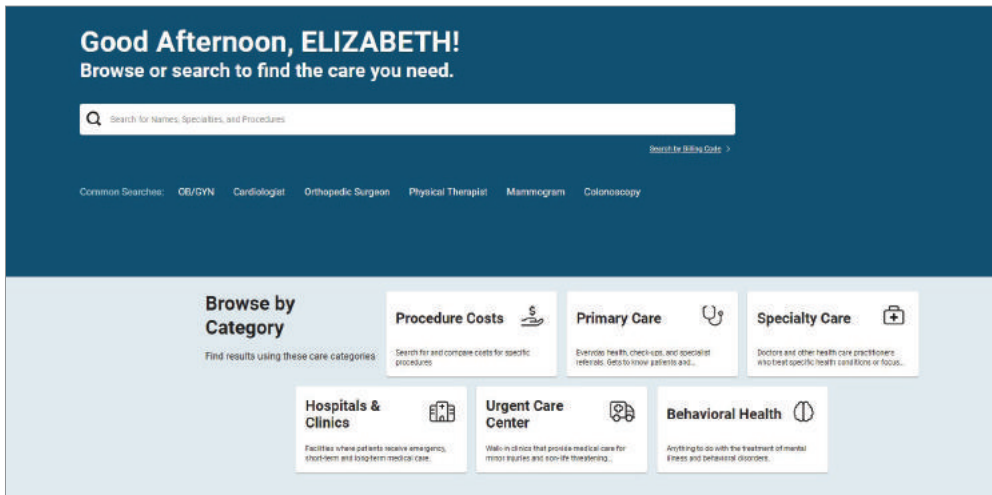 Good Afternoon, ELIZABETH!
Browse or search to find the care you need.
Search for Names, Specialties, and Procedures
Search by Billing Code >
Common Searches: OB/GYN Cardiologist Orthopedic Surgeon Physical Therapist Mammogram Colonoscopy
Browse by
Category
Find results using these care categories
Procedure Costs
Search for and compare costs for specific
procedures
Primary Care
Everyday health, check-ups, and specialist
referrals. Gets to know patients and...
Specialty Care
Doctors and other health care practitioners
who treat specific health conditions or focus...
Hospitals &
Clinics
Facilities where patients receive emergency,
short-term and long-term medical care.
Urgent Care
Center
Walk-in clinics that provide medical care for
minor injuries and non-life threatening...
Behavioral Health
Anything to do with the treatment of mental
illness and behavioral disorders.